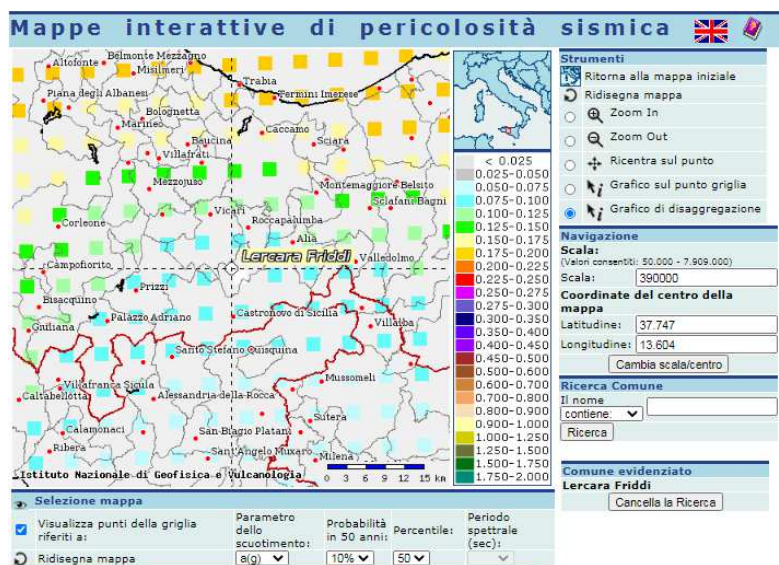 Mappe interattive di pericolosità sismica
Altofonte
Belmonte Mezzagno
Misilmeri
Trabia
Termini Imerese
Piana degli Albanesi
Bolognetta
Marineo
Caccamo
Baucina
Sciara
Villafrati
Mezzojuso
Montemaggiore Belsito
Sclafani Bagni
Vicari
Corleone
Roccapalumba
Alia
Lercara Friddi
Valledolmo
Campofiorito
Prizzi
Bisacquino
Palazzo Adriano
Castronovo di Sicilia
Villalba
Giuliana
Santo Stefano Quisquina
Mussomeli
Villafranca Sicula
Caltabellotta
Alessandria della Rocca
Sutera
Calamonaci
San Biagio Platani
Ribera
Sant'Angelo Muxaro
Milena
Istituto Nazionale di Geofisica e Vulcanologia
0 3 6 9 12 15 km
< 0.025
0.025-0.050
0.050-0.075
0.075-0.100
0.100-0.125
0.125-0.150
0.150-0.175
0.175-0.200
0.200-0.225
0.225-0.250
0.250-0.275
0.275-0.300
0.300-0.350
0.350-0.400
0.400-0.450
0.450-0.500
0.500-0.600
0.600-0.700
0.700-0.800
0.800-0.900
0.900-1.000
1.000-1.250
1.250-1.500
1.500-1.750
1.750-2.000
Strumenti
Ritorna alla mappa iniziale
Ridisegna mappa
Zoom In
Zoom Out
Ricentra sul punto
Grafico sul punto griglia
Grafico di disaggregazione
Navigazione
Scala:
(Valori consentiti: 50.000 - 7.909.000)
Scala: 390000
Coordinate del centro della
mappa
Latitudine: 37.747
Longitudine: 13.604
Cambia scala/centro
Ricerca Comune
Il nome
contiene:
Ricerca
Comune evidenziato
Lercara Friddi
Cancella la Ricerca
Selezione mappa
Visualizza punti della griglia
riferiti a:
Parametro
dello
scuotimento:
Probabilità
in 50 anni:
Percentile:
Periodo
spettrale
(sec):
Ridisegna mappa
a(g)
10%
50